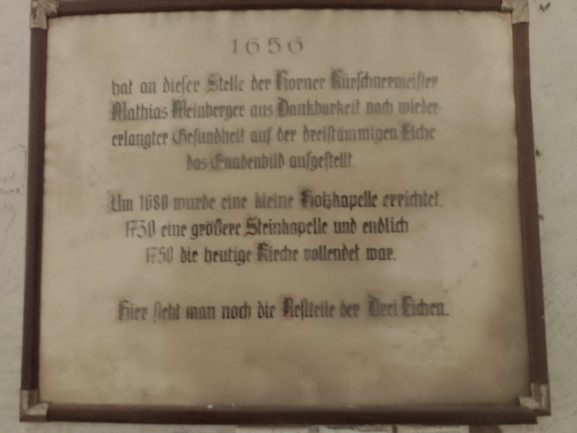 1656
hat an dieser Stelle der Horner Kürschnermeister
Mathias Weinberger aus Dankbarkeit nach wieder
erlangter Gesundheit auf der dreistämmigen Eiche
das Gnadenbild aufgestellt.
Um 1680 wurde eine kleine Holzkapelle errichtet.
1730 eine größere Steinkapelle und endlich
1750 die heutige Kirche vollendet war.
Hier sieht man noch die Restteile der Drei Eichen.